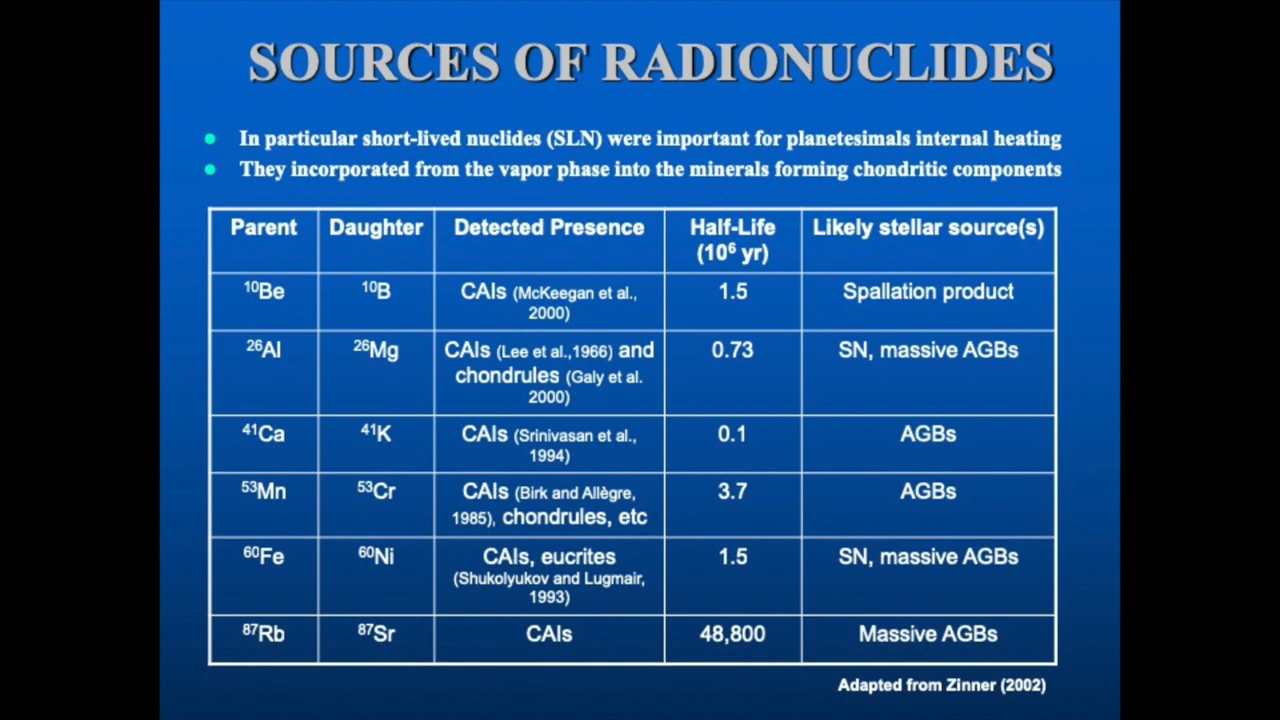 SOURCES OF RADIONUCLIDES
In particular short-lived nuclides (SLN) were important for planetesimals internal heating
They incorporated from the vapor phase into the minerals forming chondritic components
Parent Daughter Detected Presence Half-Life (10⁶ yr) Likely stellar source(s)
¹⁰Be ¹⁰B CAIs (McKeegan et al., 2000) 1.5 Spallation product
²⁶Al ²⁶Mg CAIs (Lee et al.,1966) and chondrules (Galy et al. 2000) 0.73 SN, massive AGBs
⁴¹Ca ⁴¹K CAIs (Srinivasan et al., 1994) 0.1 AGBs
⁵³Mn ⁵³Cr CAIs (Birk and Allègre, 1985), chondrules, etc 3.7 AGBs
⁶⁰Fe ⁶⁰Ni CAIs, eucrites (Shukolyukov and Lugmair, 1993) 1.5 SN, massive AGBs
⁸⁷Rb ⁸⁷Sr CAIs 48,800 Massive AGBs
Adapted from Zinner (2002)